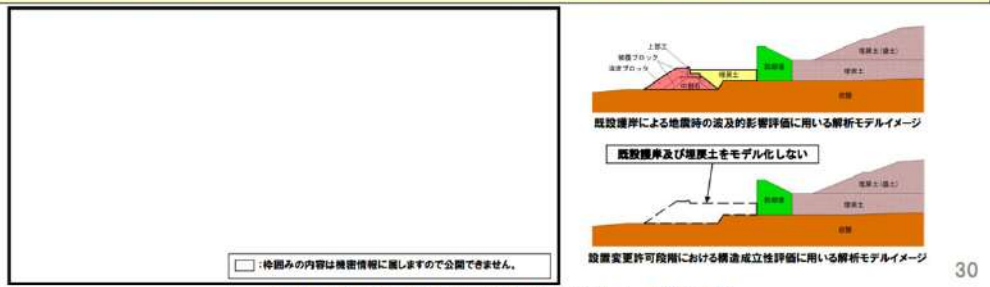 □:枠囲みの内容は機密情報に属しますので公開できません。
上部工
被覆ブロック
消波ブロック
中割石
埋戻土
防潮堤
埋戻土(盛土)
埋戻土
岩盤
既設護岸による地震時の波及的影響評価に用いる解析モデルイメージ
既設護岸及び埋戻土をモデル化しない
防潮堤
埋戻土(盛土)
埋戻土
岩盤
設置変更許可段階における構造成立性評価に用いる解析モデルイメージ
30